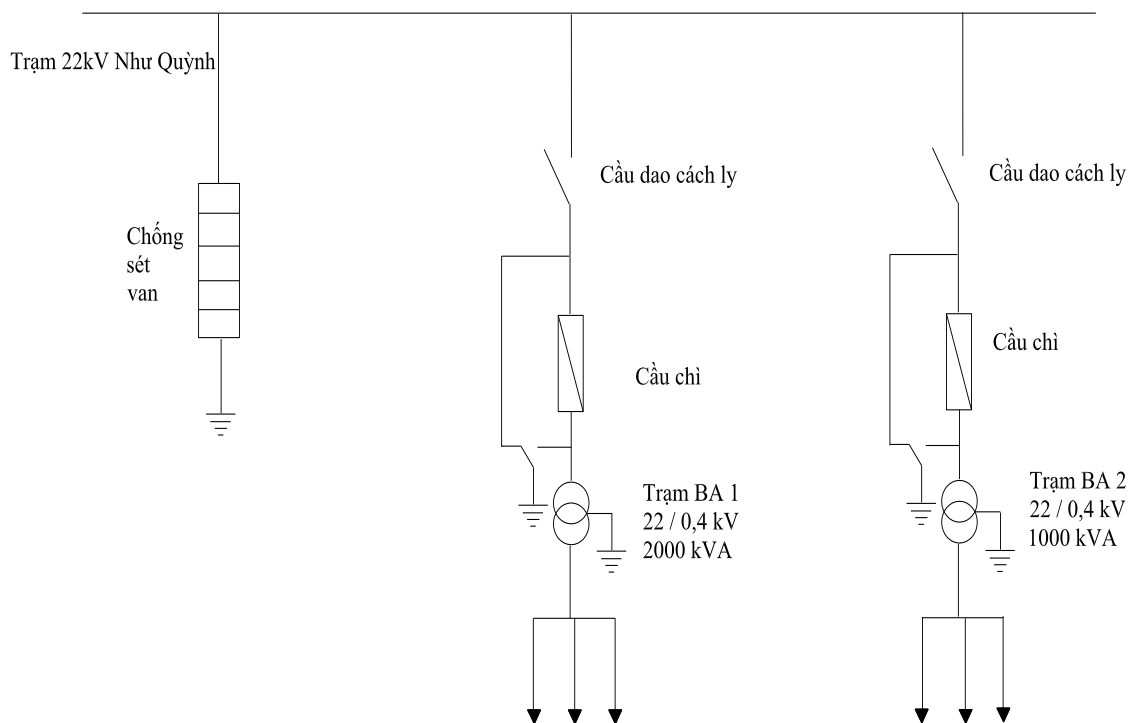 Trạm 22kV Như Quỳnh
Chống
sét
van
Cầu dao cách ly
Cầu chì
Trạm BA 1
22 / 0,4 kV
2000 kVA
Cầu dao cách ly
Cầu chì
Trạm BA 2
22 / 0,4 kV
1000 kVA